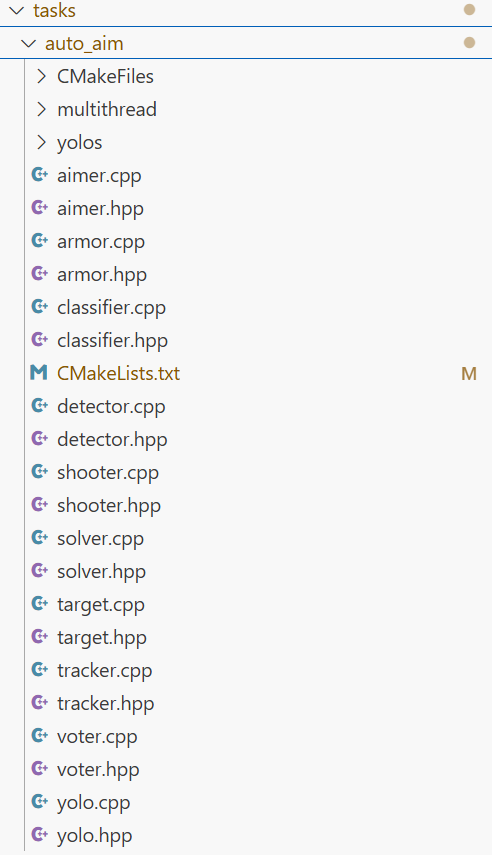 tasks
auto_aim
CMakeFiles
multithread
yolos
aimer.cpp
aimer.hpp
armor.cpp
armor.hpp
classifier.cpp
classifier.hpp
CMakeLists.txt M
detector.cpp
detector.hpp
shooter.cpp
shooter.hpp
solver.cpp
solver.hpp
target.cpp
target.hpp
tracker.cpp
tracker.hpp
voter.cpp
voter.hpp
yolo.cpp
yolo.hpp